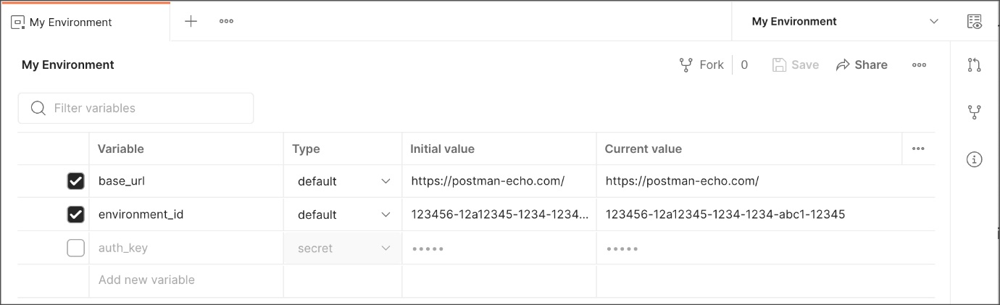 My Environment
My Environment
My Environment
Fork 0 Save Share
Filter variables
Variable Type Initial value Current value
base_url default https://postman-echo.com/ https://postman-echo.com/
environment_id default 123456-12a12345-1234-1234... 123456-12a12345-1234-1234-abc1-12345
auth_key secret ••••• •••••
Add new variable